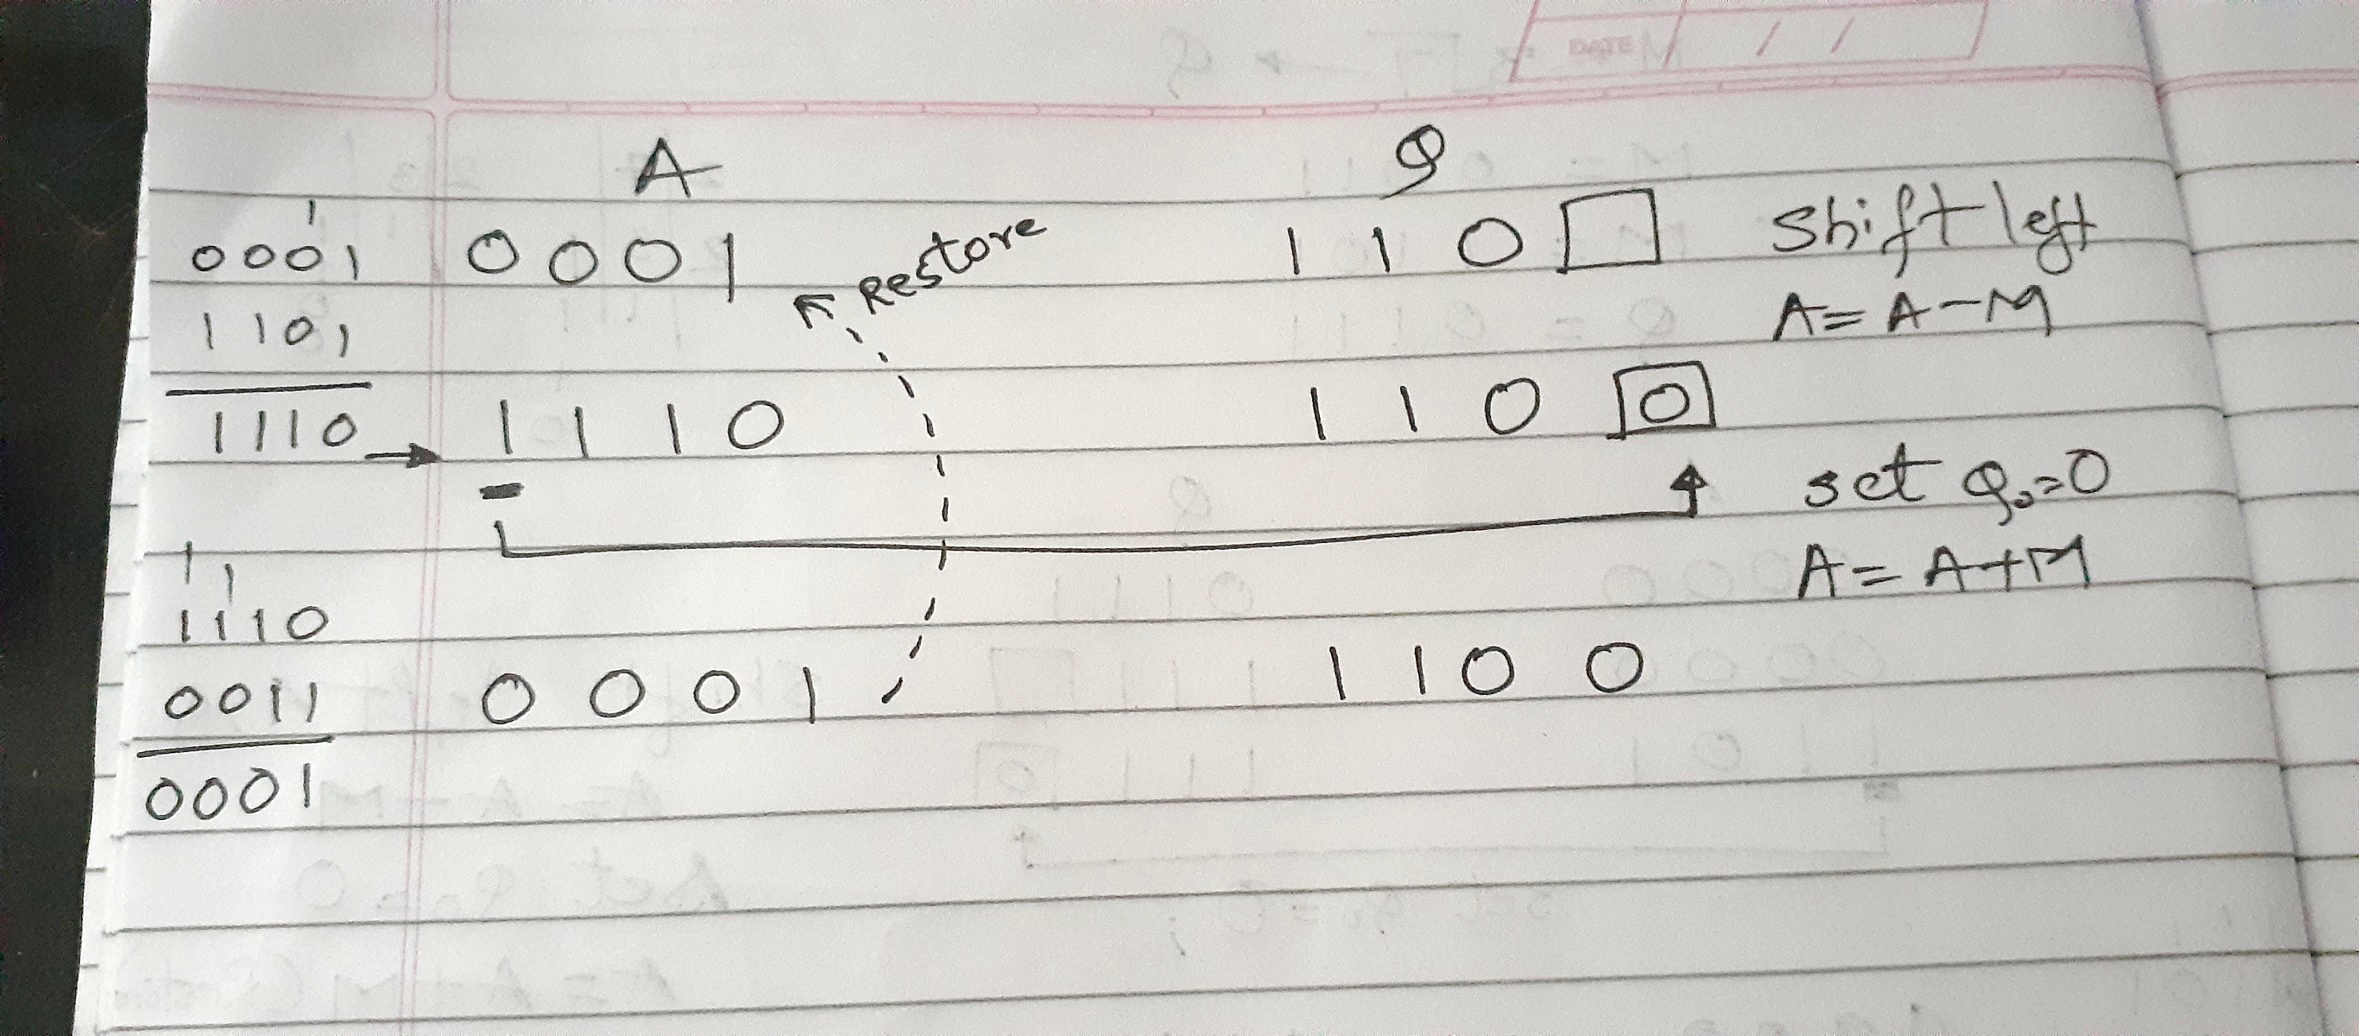 DATE / /
A Q
0001 0001 110 Shift left
Restore
1101 A=A-M
1110 → 1110 110 0
set Q₀=0
A=A+M
1110
0011 0001 1100
0001